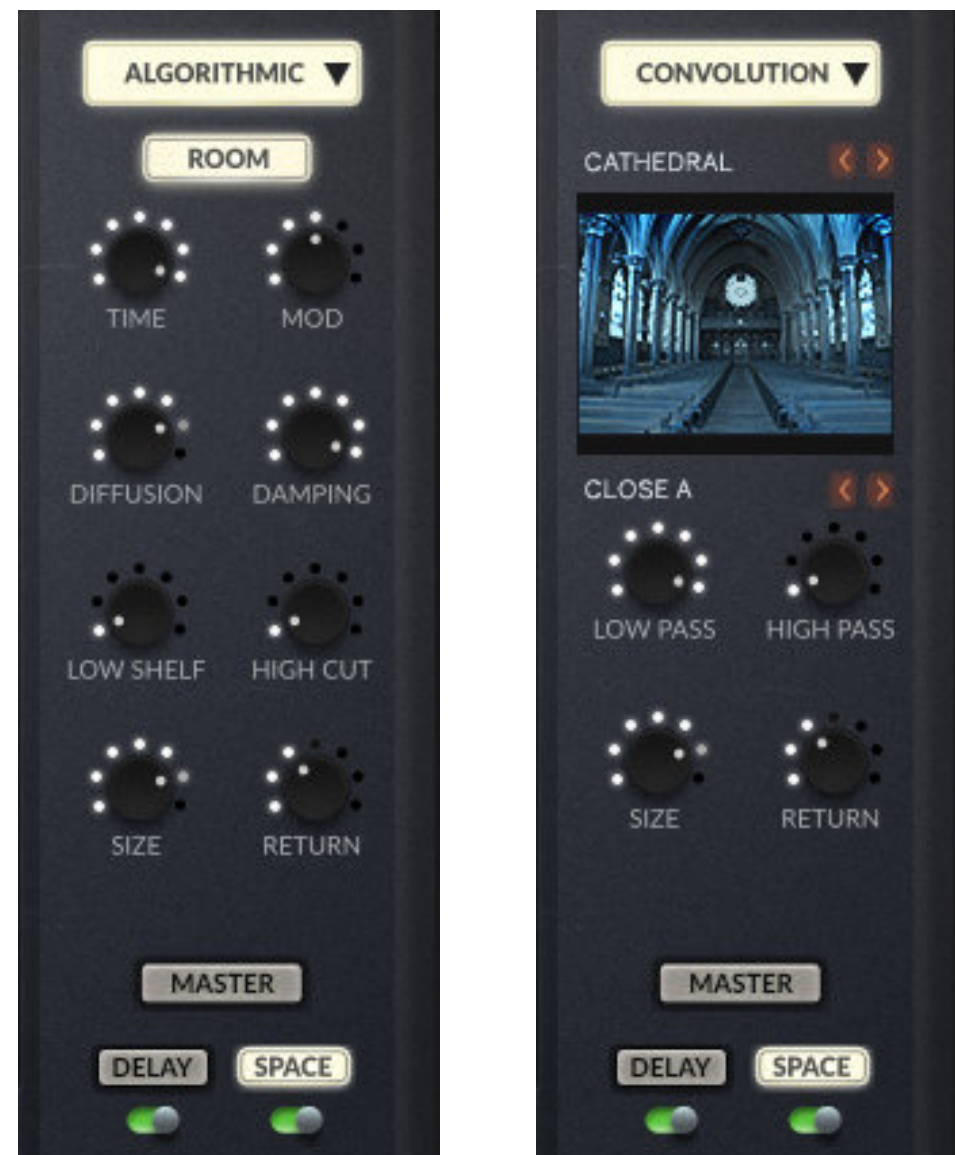 ALGORITHMIC
ROOM
TIME MOD
DIFFUSION DAMPING
LOW SHELF HIGH CUT
SIZE RETURN
MASTER
DELAY SPACE
CONVOLUTION
CATHEDRAL
CLOSE A
LOW PASS HIGH PASS
SIZE RETURN
MASTER
DELAY SPACE